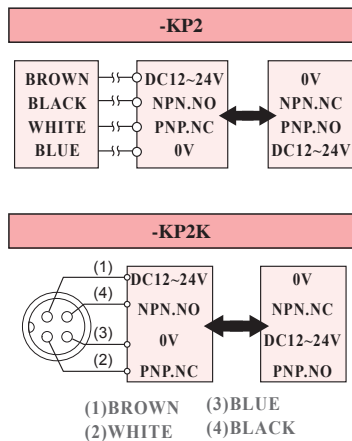 -KP2
BROWN DC12~24V 0V
BLACK NPN.NO NPN.NC
WHITE PNP.NC PNP.NO
BLUE 0V DC12~24V
-KP2K
(1) DC12~24V 0V
(4) NPN.NO NPN.NC
(3) 0V DC12~24V
(2) PNP.NC PNP.NO
(1)BROWN (3)BLUE
(2)WHITE (4)BLACK